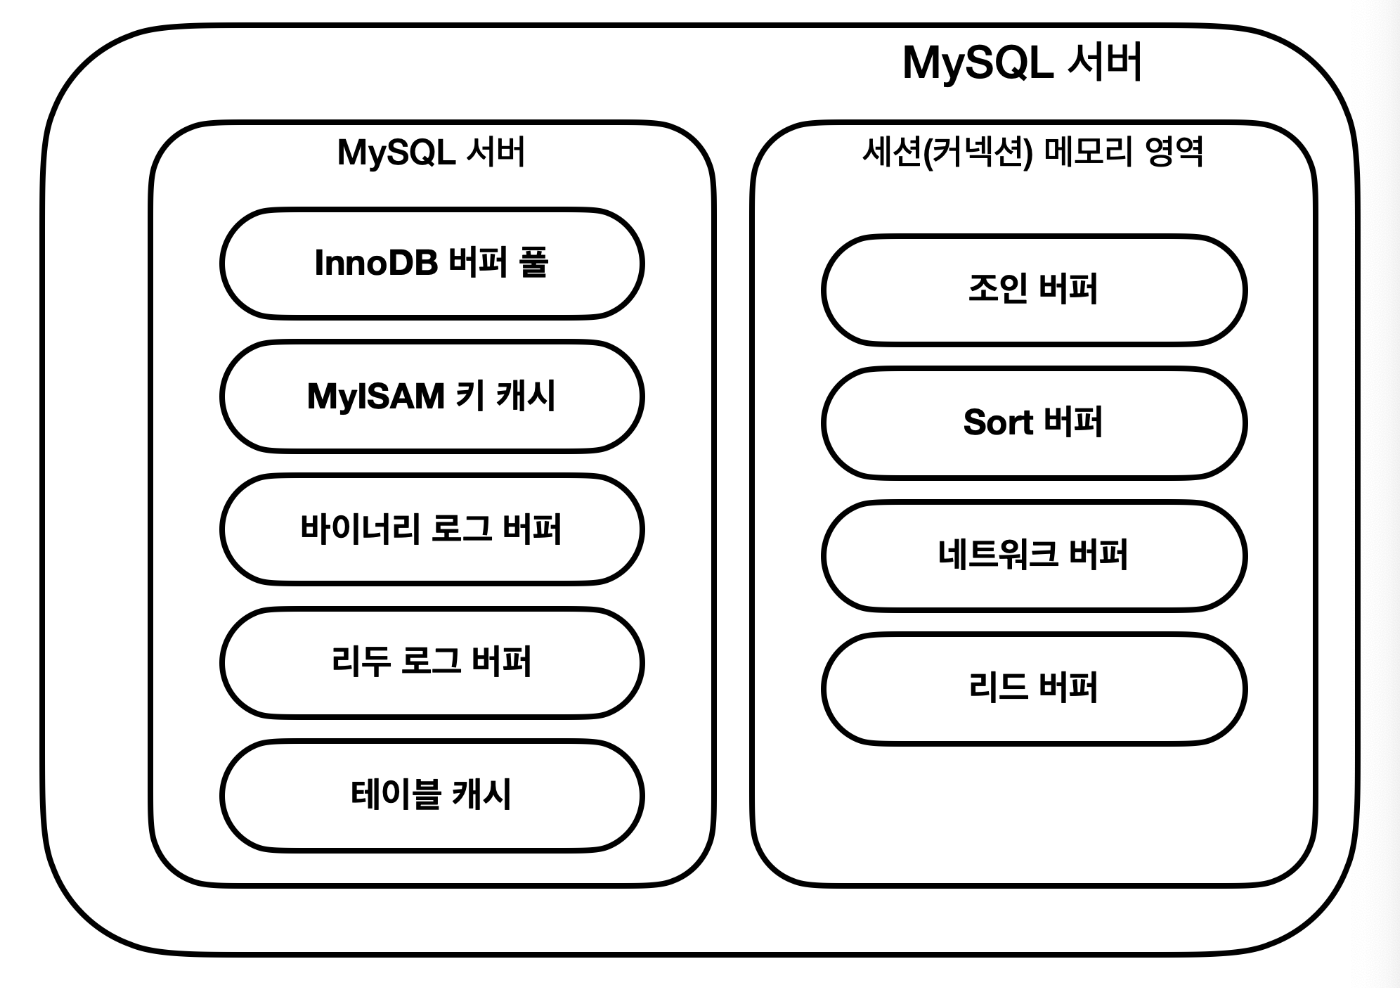 MySQL 서버
MySQL 서버
InnoDB 버퍼 풀
MyISAM 키 캐시
바이너리 로그 버퍼
리두 로그 버퍼
테이블 캐시
세션(커넥션) 메모리 영역
조인 버퍼
Sort 버퍼
네트워크 버퍼
리드 버퍼